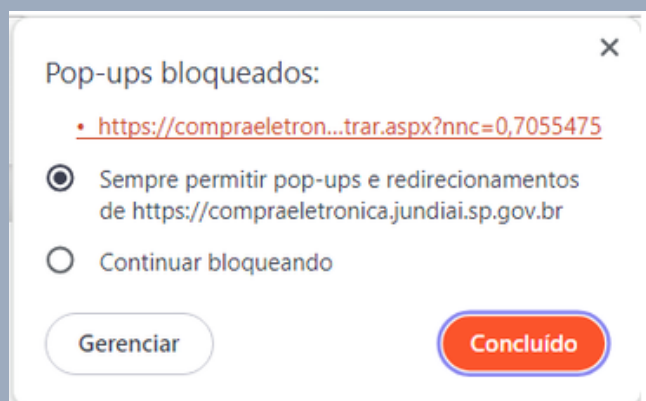 Pop-ups bloqueados:
• https://compraeletron...trar.aspx?nnc=0,7055475
Sempre permitir pop-ups e redirecionamentos
de https://compraeletronica.jundiai.sp.gov.br
Continuar bloqueando
Gerenciar
Concluído